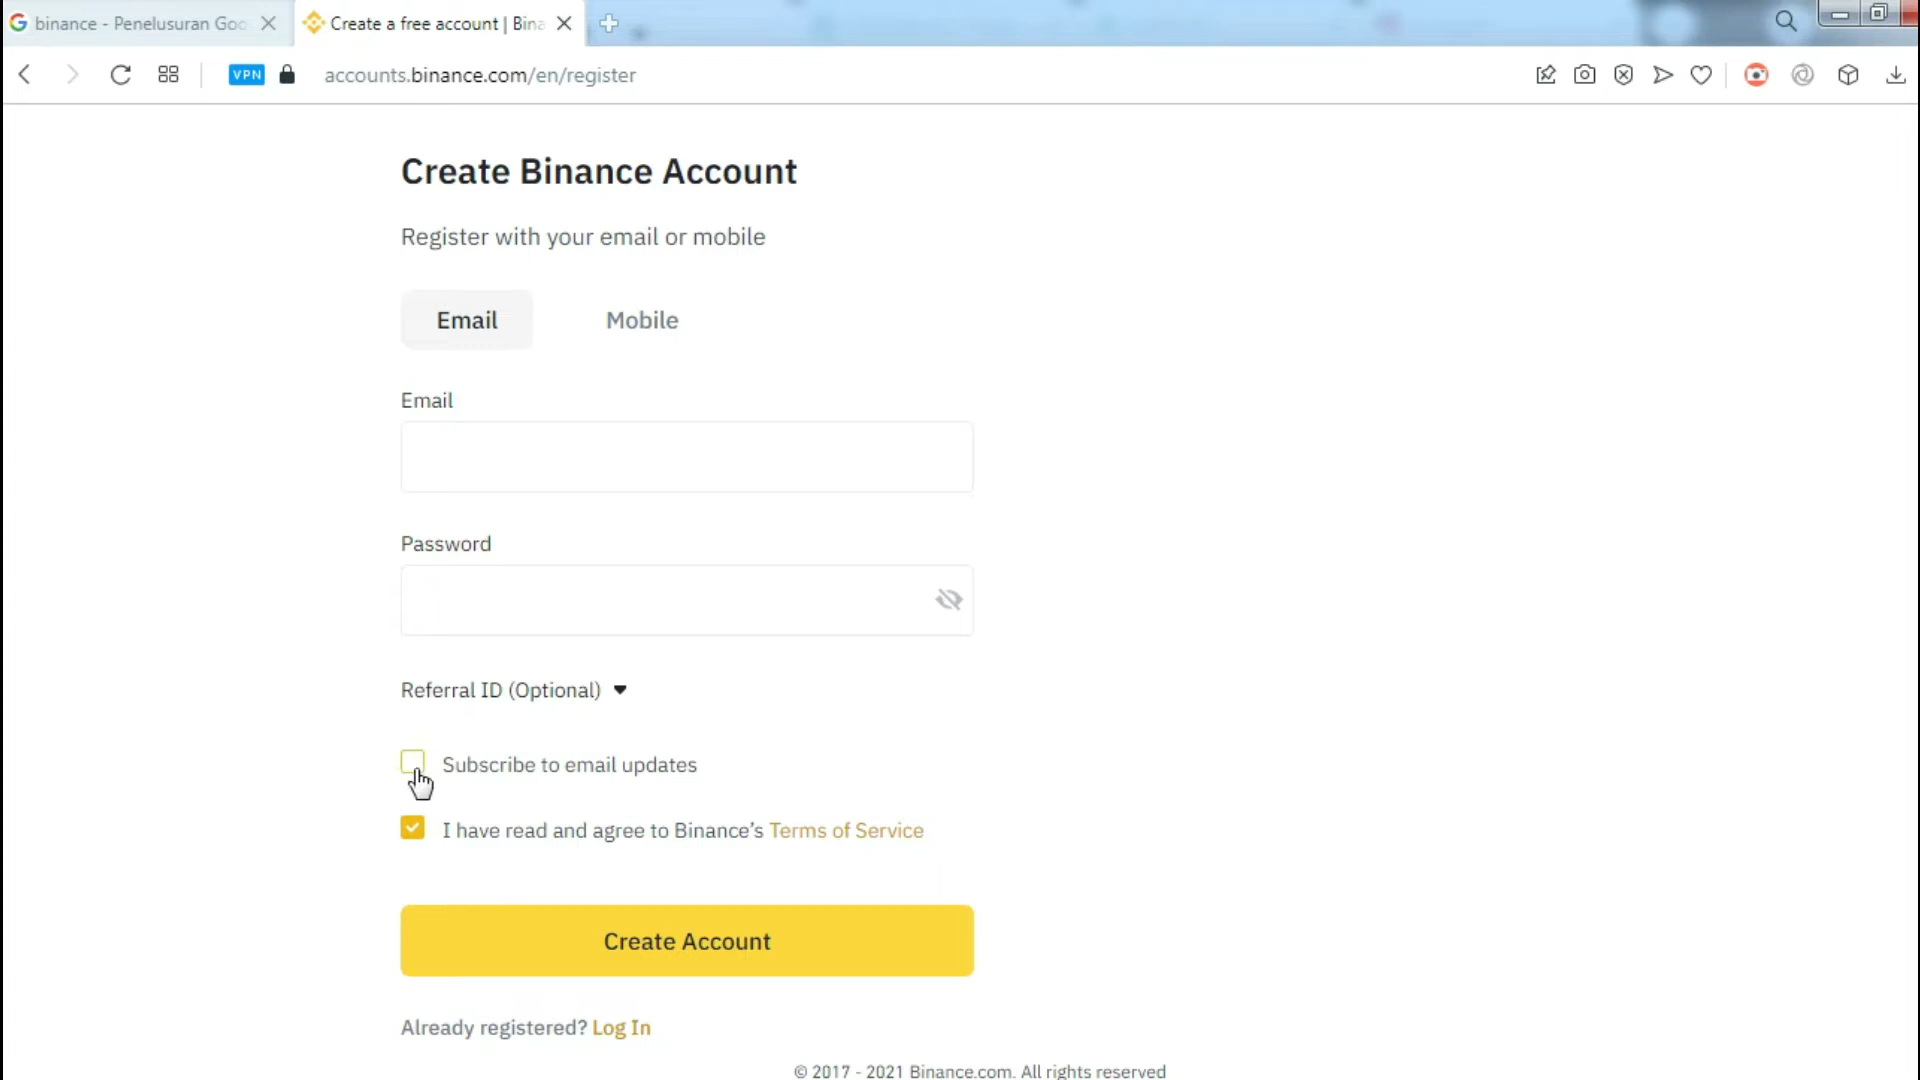 binance - Penelusuran Goo
Create a free account | Bina
VPN
accounts.binance.com/en/register
Create Binance Account
Register with your email or mobile
Email
Mobile
Email
Password
Referral ID (Optional)
Subscribe to email updates
I have read and agree to Binance’s Terms of Service
Create Account
Already registered? Log In
© 2017 - 2021 Binance.com. All rights reserved